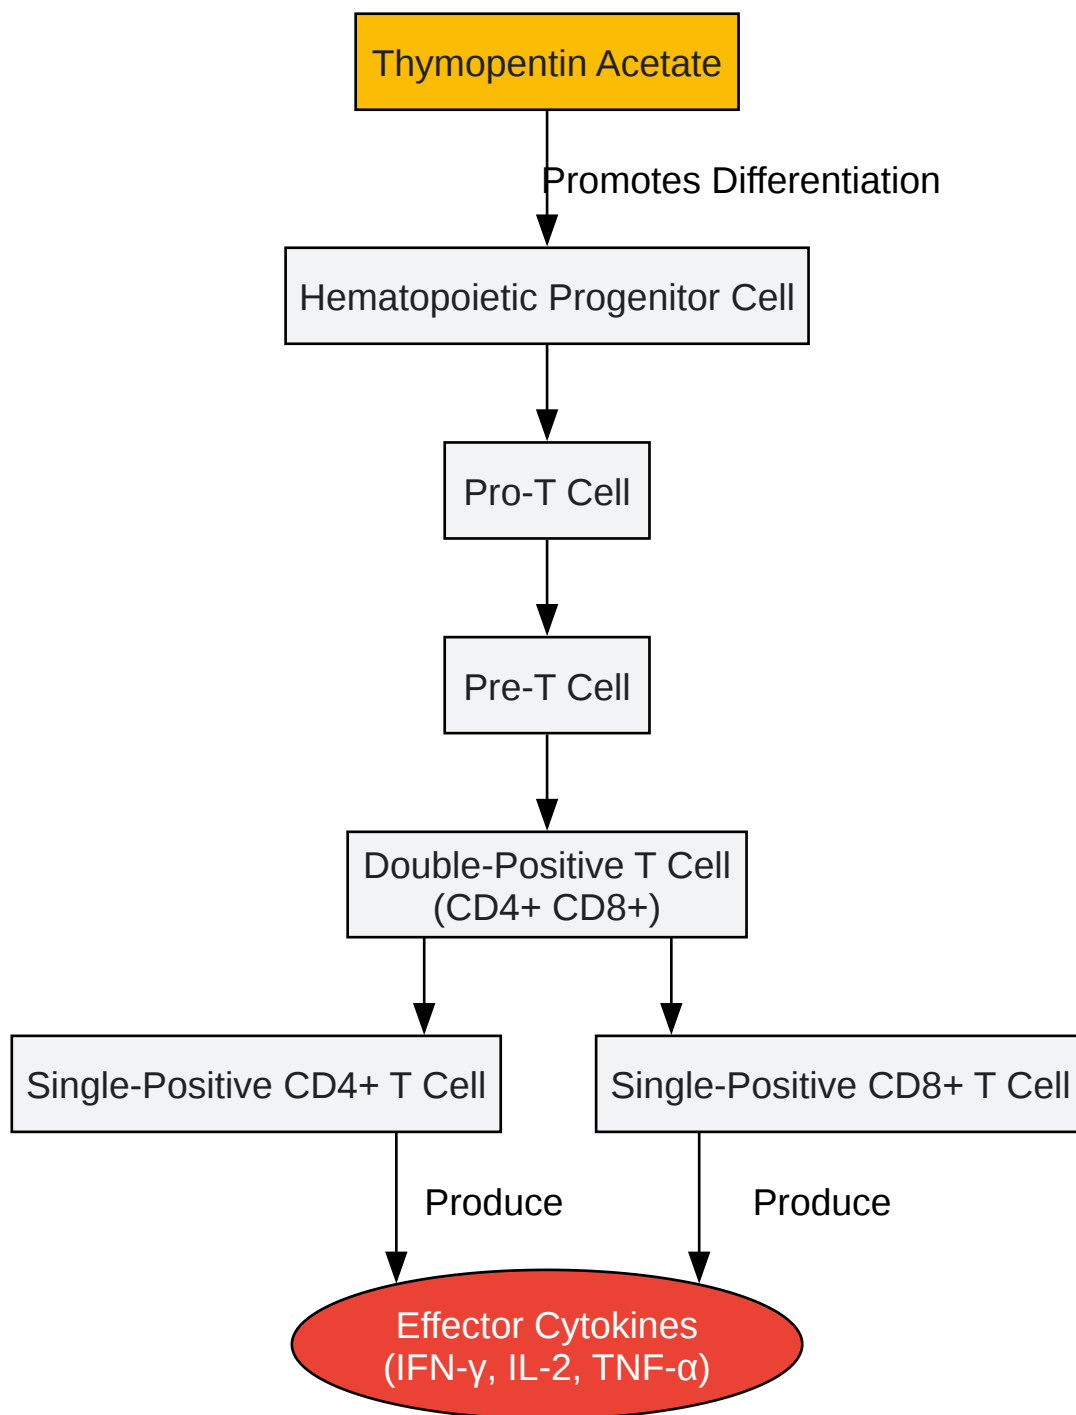 Thymopentin Acetate
Promotes Differentiation
Hematopoietic Progenitor Cell
Pro-T Cell
Pre-T Cell
Double-Positive T Cell
(CD4+ CD8+)
Single-Positive CD4+ T Cell
Single-Positive CD8+ T Cell
Produce
Produce
Effector Cytokines
(IFN-γ, IL-2, TNF-α)